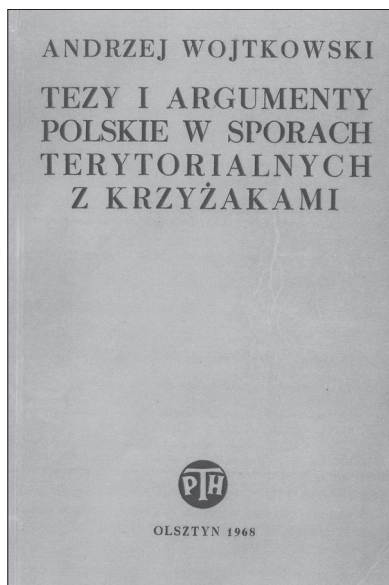 ANDRZEJ WOJTKOWSKI
TEZY I ARGUMENTY
POLSKIE W SPORACH
TERYTORIALNYCH
Z KRZYŻAKAMI
PTH
OLSZTYN 1968